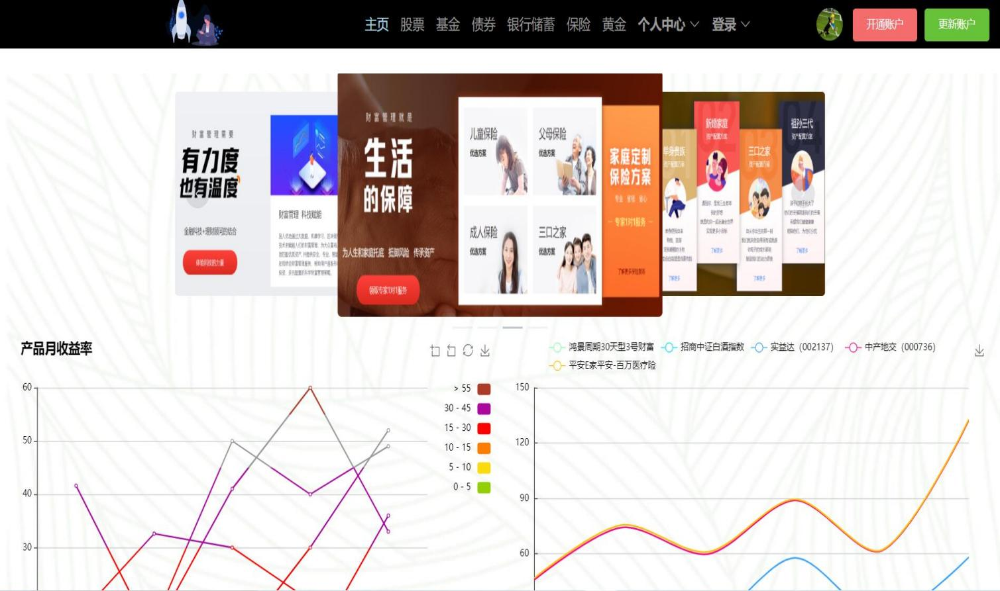 主页 股票 基金 债券 银行储蓄 保险 黄金 个人中心 登录 开通账户 更新账户
财富管理需要
有力度
也有温度
金融科技+理财顾问的结合
体验科技的力量
财富管理 科技赋能
财富管理就是
生活
的保障
为人生和家庭托底 抵御风险 传承资产
领取专家1对1服务
儿童保险
优选方案
父母保险
优选方案
成人保险
优选方案
三口之家
优选方案
家庭定制
保险方案
专业 省钱 省心
专家1对1服务
了解更多保险服务
单身贵族
资产配置方案
了解更多
新婚家庭
资产配置方案
了解更多
三口之家
资产配置方案
了解更多
祖孙三代
资产配置方案
了解更多
产品月收益率
60
50
40
30
> 55
30 - 45
15 - 30
10 - 15
5 - 10
0 - 5
鸿景周期30天型3号财富 招商中证白酒指数 实益达（002137） 中产地交（000736）
平安E家平安-百万医疗险
150
120
90
60